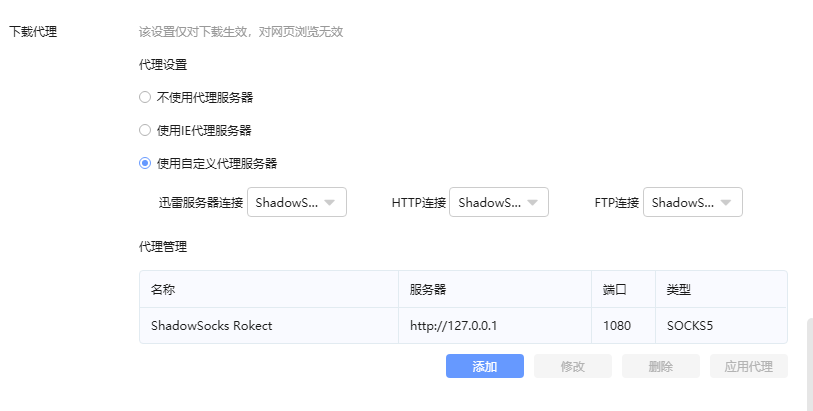 下载代理 该设置仅对下载生效，对网页浏览无效
代理设置
不使用代理服务器
使用IE代理服务器
使用自定义代理服务器
迅雷服务器连接 ShadowS... HTTP连接 ShadowS... FTP连接 ShadowS...
代理管理
名称 服务器 端口 类型
ShadowSocks Rokect http://127.0.0.1 1080 SOCKS5
添加 修改 删除 应用代理